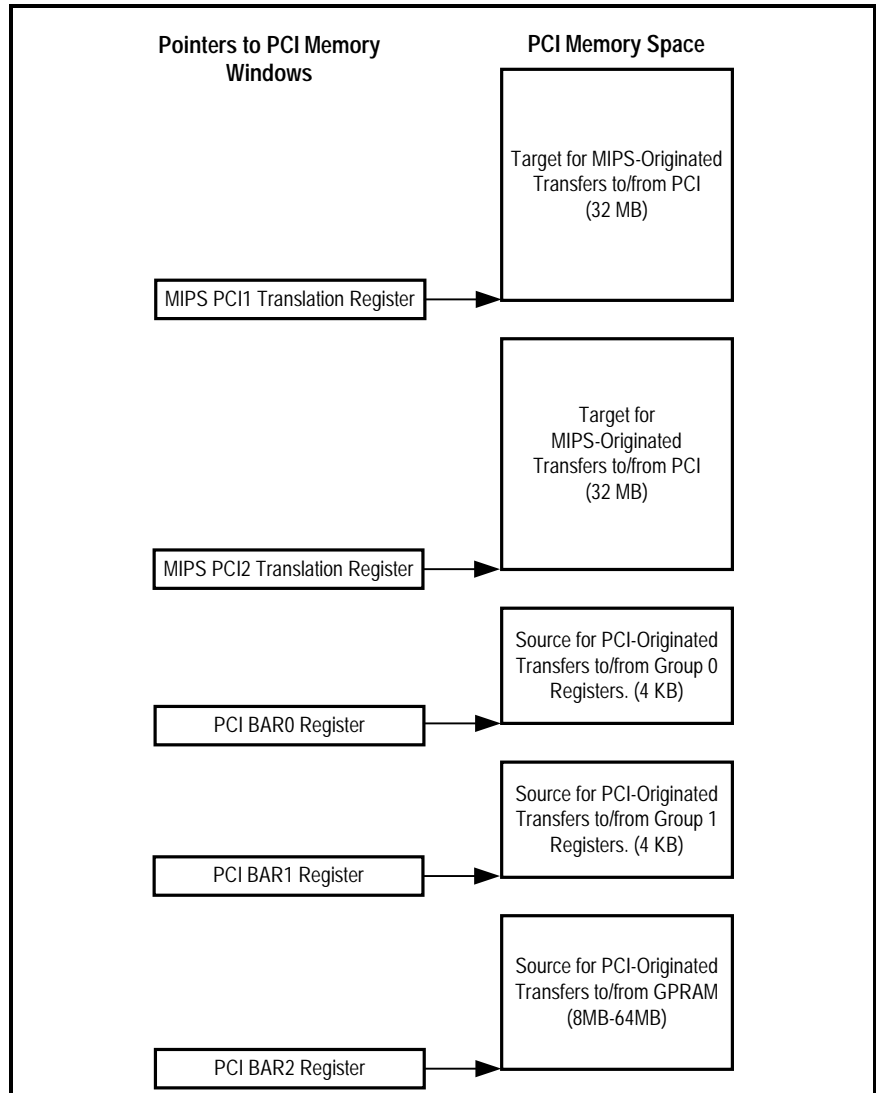 Pointers to PCI Memory
Windows
PCI Memory Space
Target for MIPS-Originated
Transfers to/from PCI
(32 MB)
MIPS PCI1 Translation Register
Target for
MIPS-Originated
Transfers to/from PCI
(32 MB)
MIPS PCI2 Translation Register
Source for PCI-Originated
Transfers to/from Group 0
Registers. (4 KB)
PCI BAR0 Register
Source for PCI-Originated
Transfers to/from Group 1
Registers. (4 KB)
PCI BAR1 Register
Source for PCI-Originated
Transfers to/from GPRAM
(8MB-64MB)
PCI BAR2 Register